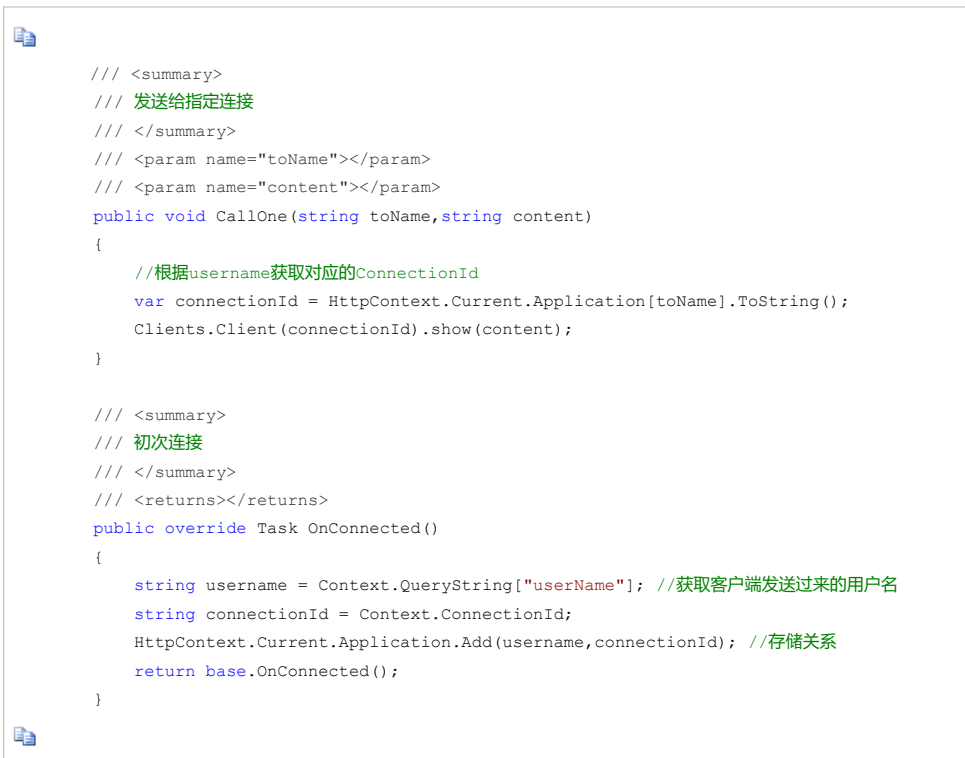 /// <summary>
/// 发送给指定连接
/// </summary>
/// <param name="toName"></param>
/// <param name="content"></param>
public void CallOne(string toName,string content)
{
//根据username获取对应的ConnectionId
var connectionId = HttpContext.Current.Application[toName].ToString();
Clients.Client(connectionId).show(content);
}
/// <summary>
/// 初次连接
/// </summary>
/// <returns></returns>
public override Task OnConnected()
{
string username = Context.QueryString["userName"]; //获取客户端发送过来的用户名
string connectionId = Context.ConnectionId;
HttpContext.Current.Application.Add(username,connectionId); //存储关系
return base.OnConnected();
}